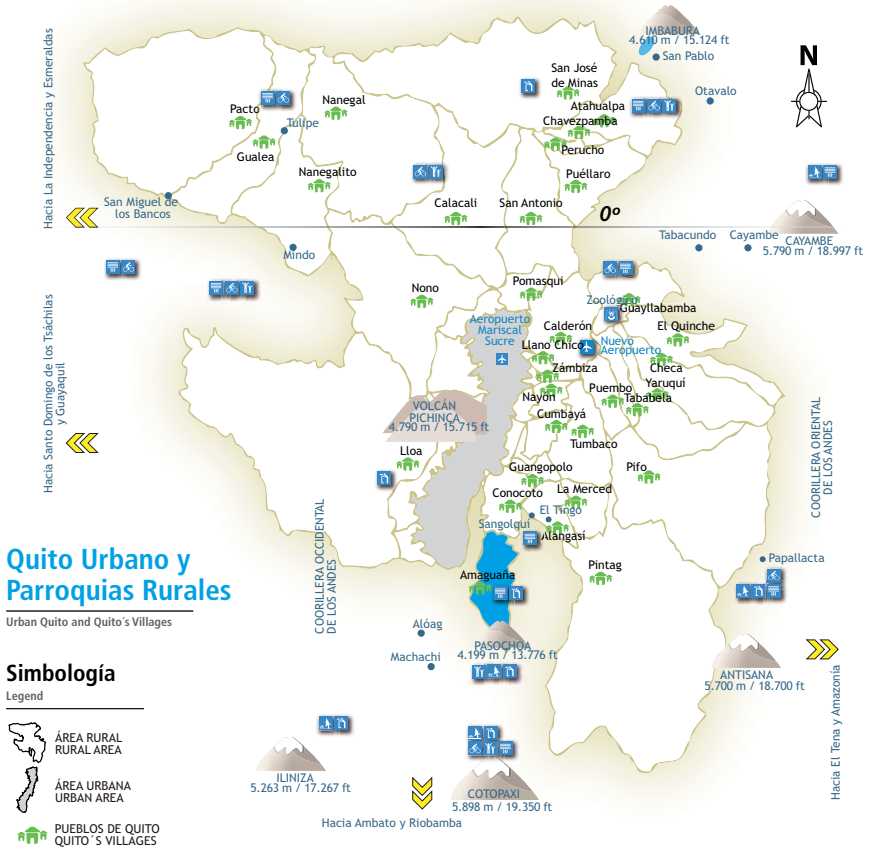 IMBABURA
4.610 m / 15.124 ft
San Pablo
Otavalo
N
San José
de Minas
Atahualpa
Chavezpamba
Perucho
Puéllaro
Pacto
Nanegal
Tulipe
Gualea
Nanegalito
Calacali
San Antonio
0º
San Miguel de
los Bancos
Hacia La Independencia y Esmeraldas
Mindo
Tabacundo
Cayambe
CAYAMBE
5.790 m / 18.997 ft
Nono
Pomasqui
Zoológico
Guayllabamba
Aeropuerto
Mariscal
Sucre
Calderón
Llano Chico
Nuevo
Aeropuerto
El Quinche
Checa
Zámbiza
Yaruquí
Nayón
Puembo
Tababela
Cumbayá
Tumbaco
Hacia Santo Domingo de los Tsáchilas
y Guayaquil
VOLCÁN
PICHINCA
4.790 m / 15.715 ft
Lloa
Guangopolo
Pifo
Conocoto
La Merced
El Tingo
Sangolquí
Alangasí
COORILLERA ORIENTAL
DE LOS ANDES
COORILLERA OCCIDENTAL
DE LOS ANDES
Amaguaña
Pintag
Papallacta
Quito Urbano y
Parroquias Rurales
Urban Quito and Quito´s Villages
Alóag
Machachi
PASOCHOA
4.199 m / 13.776 ft
ANTISANA
5.700 m / 18.700 ft
Hacia El Tena y Amazonía
Simbología
Legend
ÁREA RURAL
RURAL AREA
ÁREA URBANA
URBAN AREA
PUEBLOS DE QUITO
QUITO´S VILLAGES
ILINIZA
5.263 m / 17.267 ft
COTOPAXI
5.898 m / 19.350 ft
Hacia Ambato y Riobamba